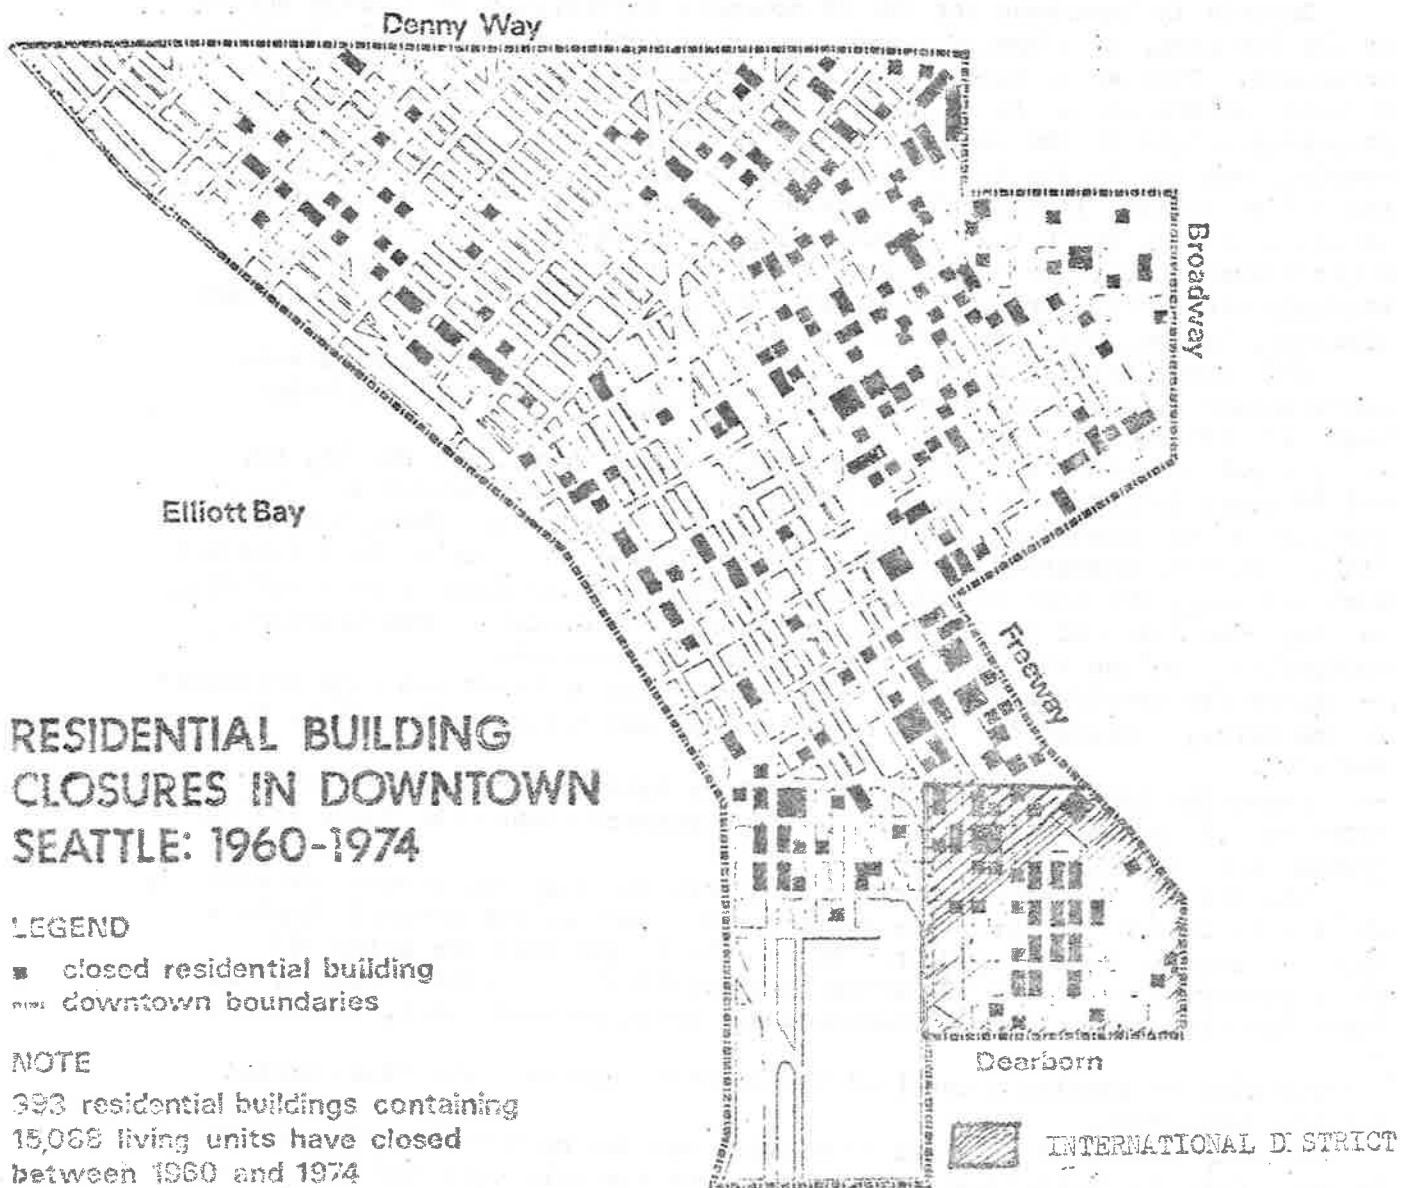 Denny Way
Broadway
Elliott Bay
Freeway
RESIDENTIAL BUILDING
CLOSURES IN DOWNTOWN
SEATTLE: 1960-1974
LEGEND
closed residential building
downtown boundaries
NOTE
393 residential buildings containing
15,068 living units have closed
between 1960 and 1974
Dearborn
INTERNATIONAL D STRICT